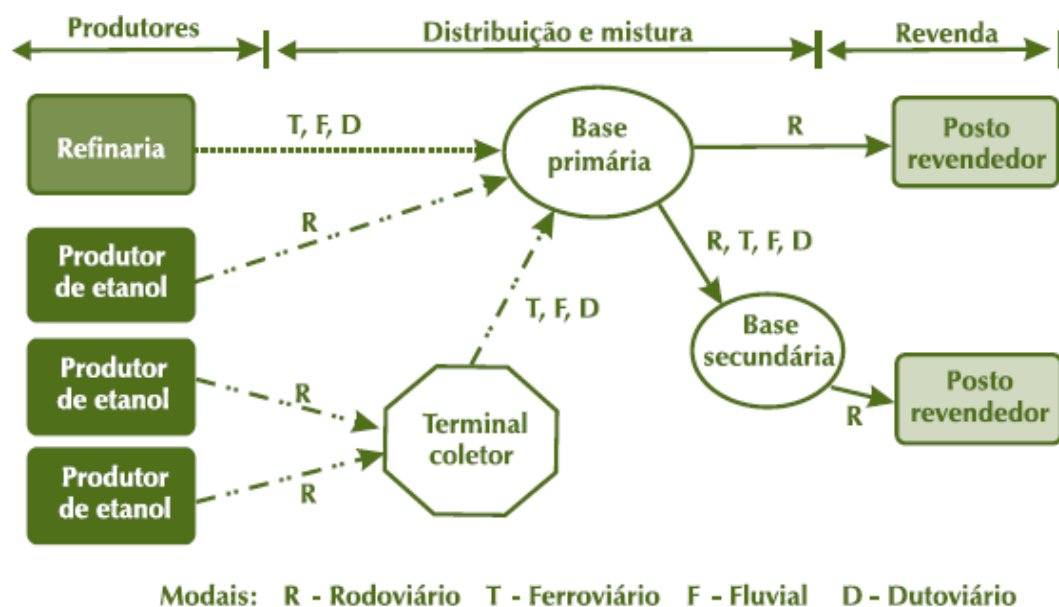 Produtores
Distribuição e mistura
Revenda
Refinaria
T, F, D
Base
primária
R
Posto
revendedor
R
Produtor
de etanol
R, T, F, D
T, F, D
Base
secundária
Produtor
de etanol
R
Terminal
coletor
R
Posto
revendedor
Produtor
de etanol
R
Modais: R - Rodoviário T - Ferroviário F - Fluvial D - Dutoviário